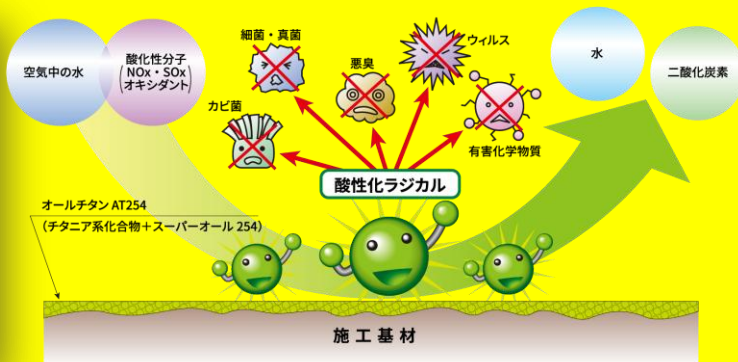 空気中の水
酸化性分子
(NOx・SOx
オキシダント)
細菌・真菌
カビ菌
悪臭
ウィルス
有害化学物質
水
二酸化炭素
酸性化ラジカル
オールチタン AT254
(チタニア系化合物+スーパーオール 254)
施工基材